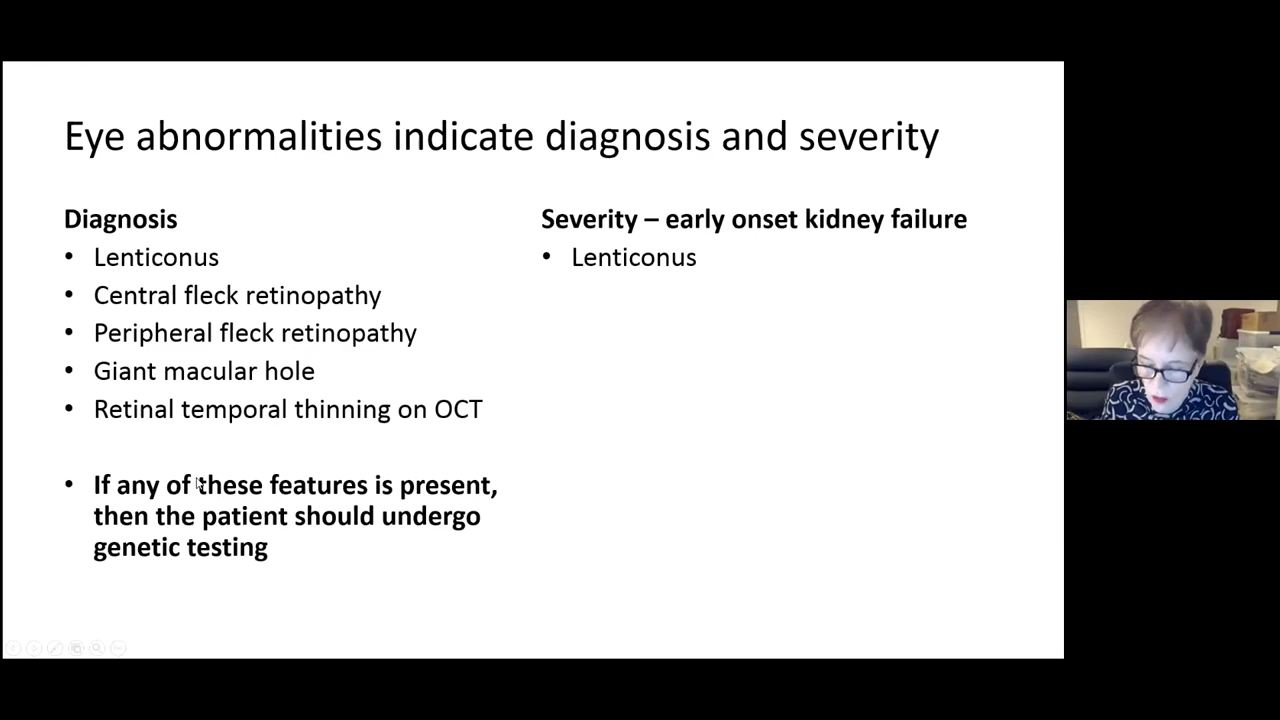 Eye abnormalities indicate diagnosis and severity
Diagnosis
• Lenticonus
• Central fleck retinopathy
• Peripheral fleck retinopathy
• Giant macular hole
• Retinal temporal thinning on OCT
• If any of these features is present,
then the patient should undergo
genetic testing
Severity – early onset kidney failure
• Lenticonus